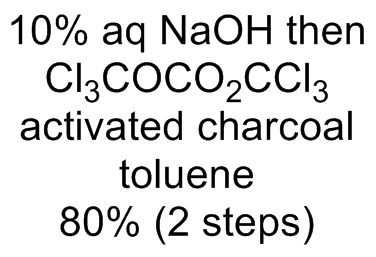 10% aq NaOH then
Cl₃COCO₂CCl₃
activated charcoal
toluene
80% (2 steps)